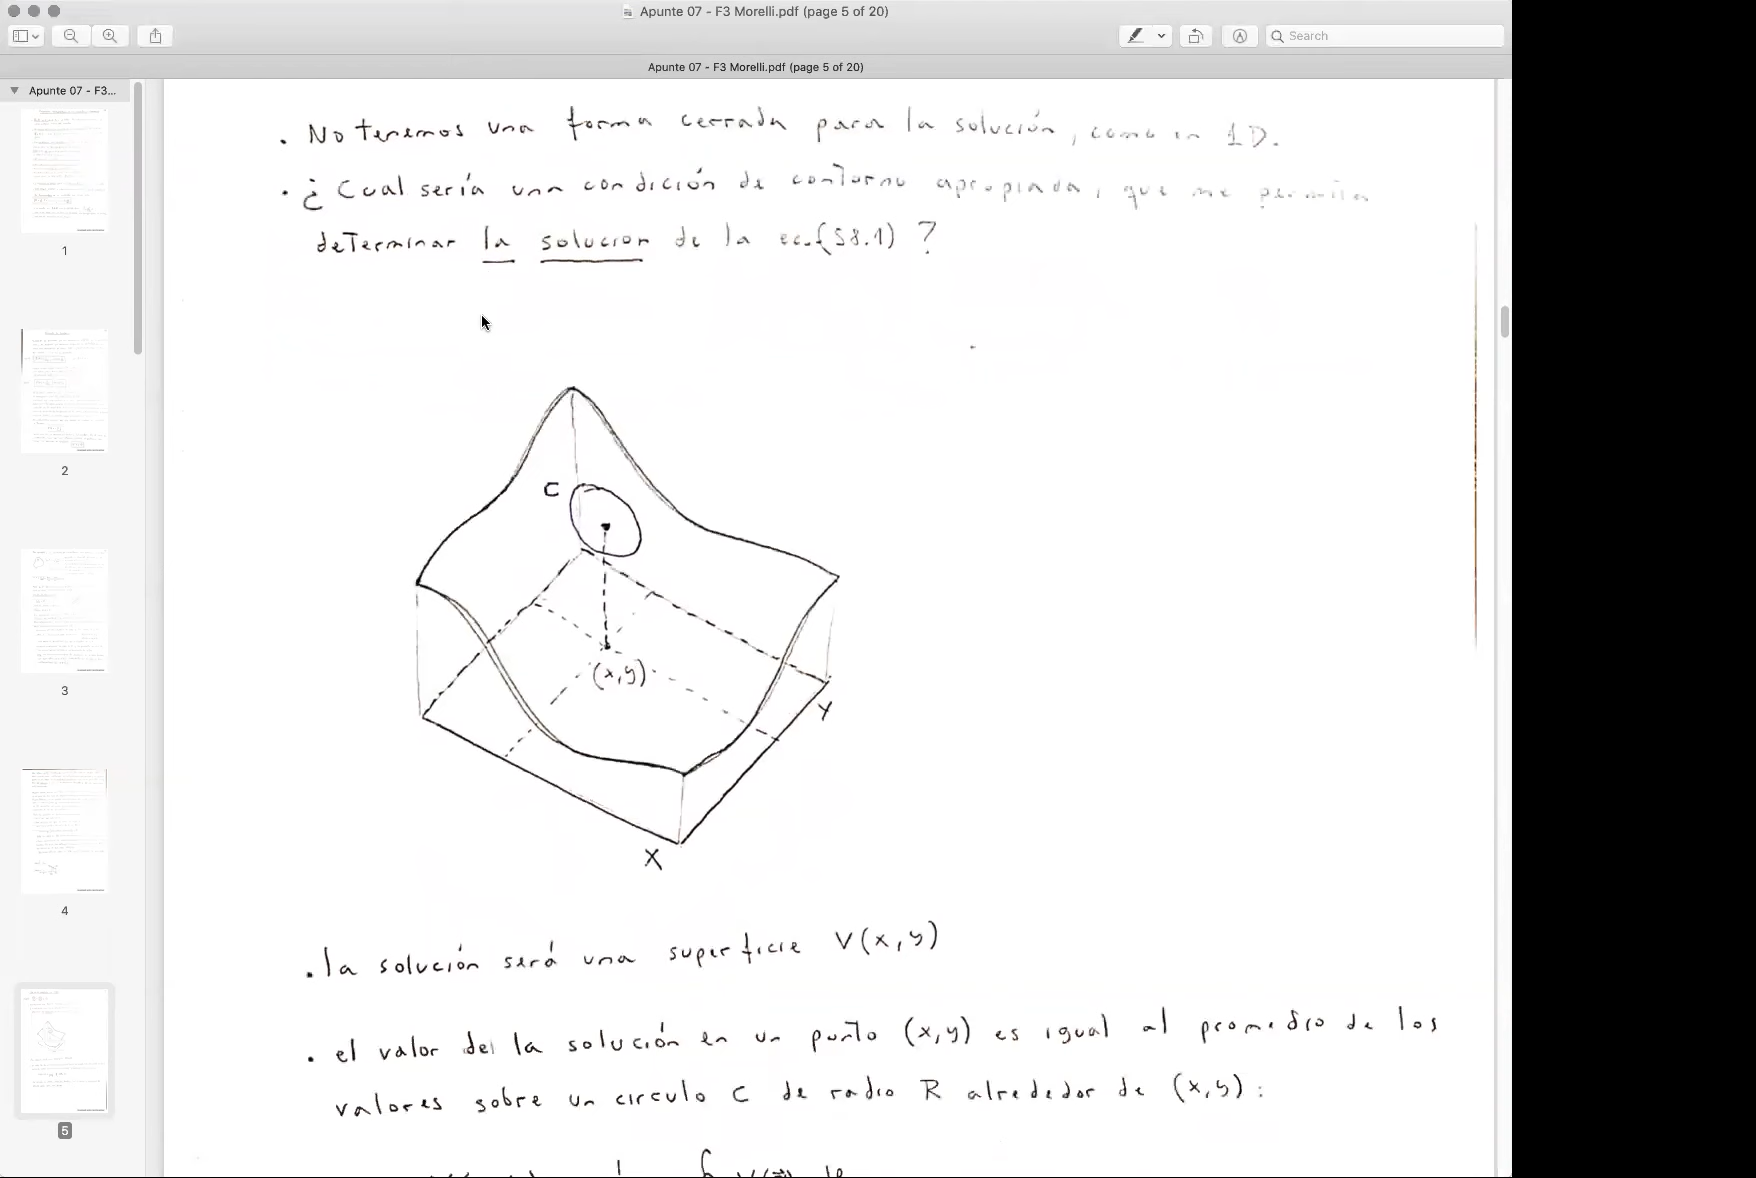 Apunte 07 - F3 Morelli.pdf (page 5 of 20)
Search
Apunte 07 - F3 Morelli.pdf (page 5 of 20)
Apunte 07 - F3...
1
2
3
4
5
. No tenemos una forma cerrada para la solución, como en 1D.
. ¿Cual sería una condición de contorno apropiada, que me permita
determinar la solucion de la ec.(58.1) ?
C
(x,y)
Y
X
. la solución será una superficie V(x,y)
. el valor de la solución en un punto (x,y) es igual al promedio de los
valores sobre un circulo C de radio R alrededor de (x,y) :